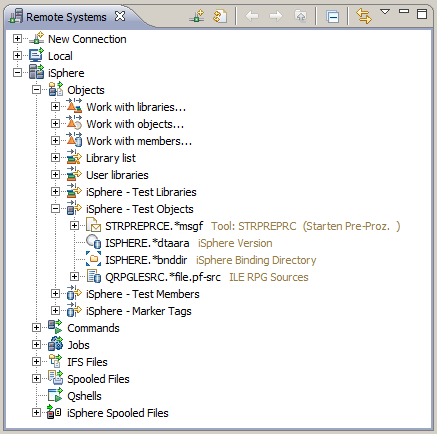 Remote Systems
New Connection
Local
iSphere
Objects
Work with libraries...
Work with objects...
Work with members...
Library list
User libraries
iSphere - Test Libraries
iSphere - Test Objects
STRPREPRCE.*msgf Tool: STRPREPRC (Starten Pre-Proz. )
ISPHERE.*dtaara iSphere Version
ISPHERE.*bnddir iSphere Binding Directory
QRPGLESRC.*file.pf-src ILE RPG Sources
iSphere - Test Members
iSphere - Marker Tags
Commands
Jobs
IFS Files
Spooled Files
Qshells
iSphere Spooled Files